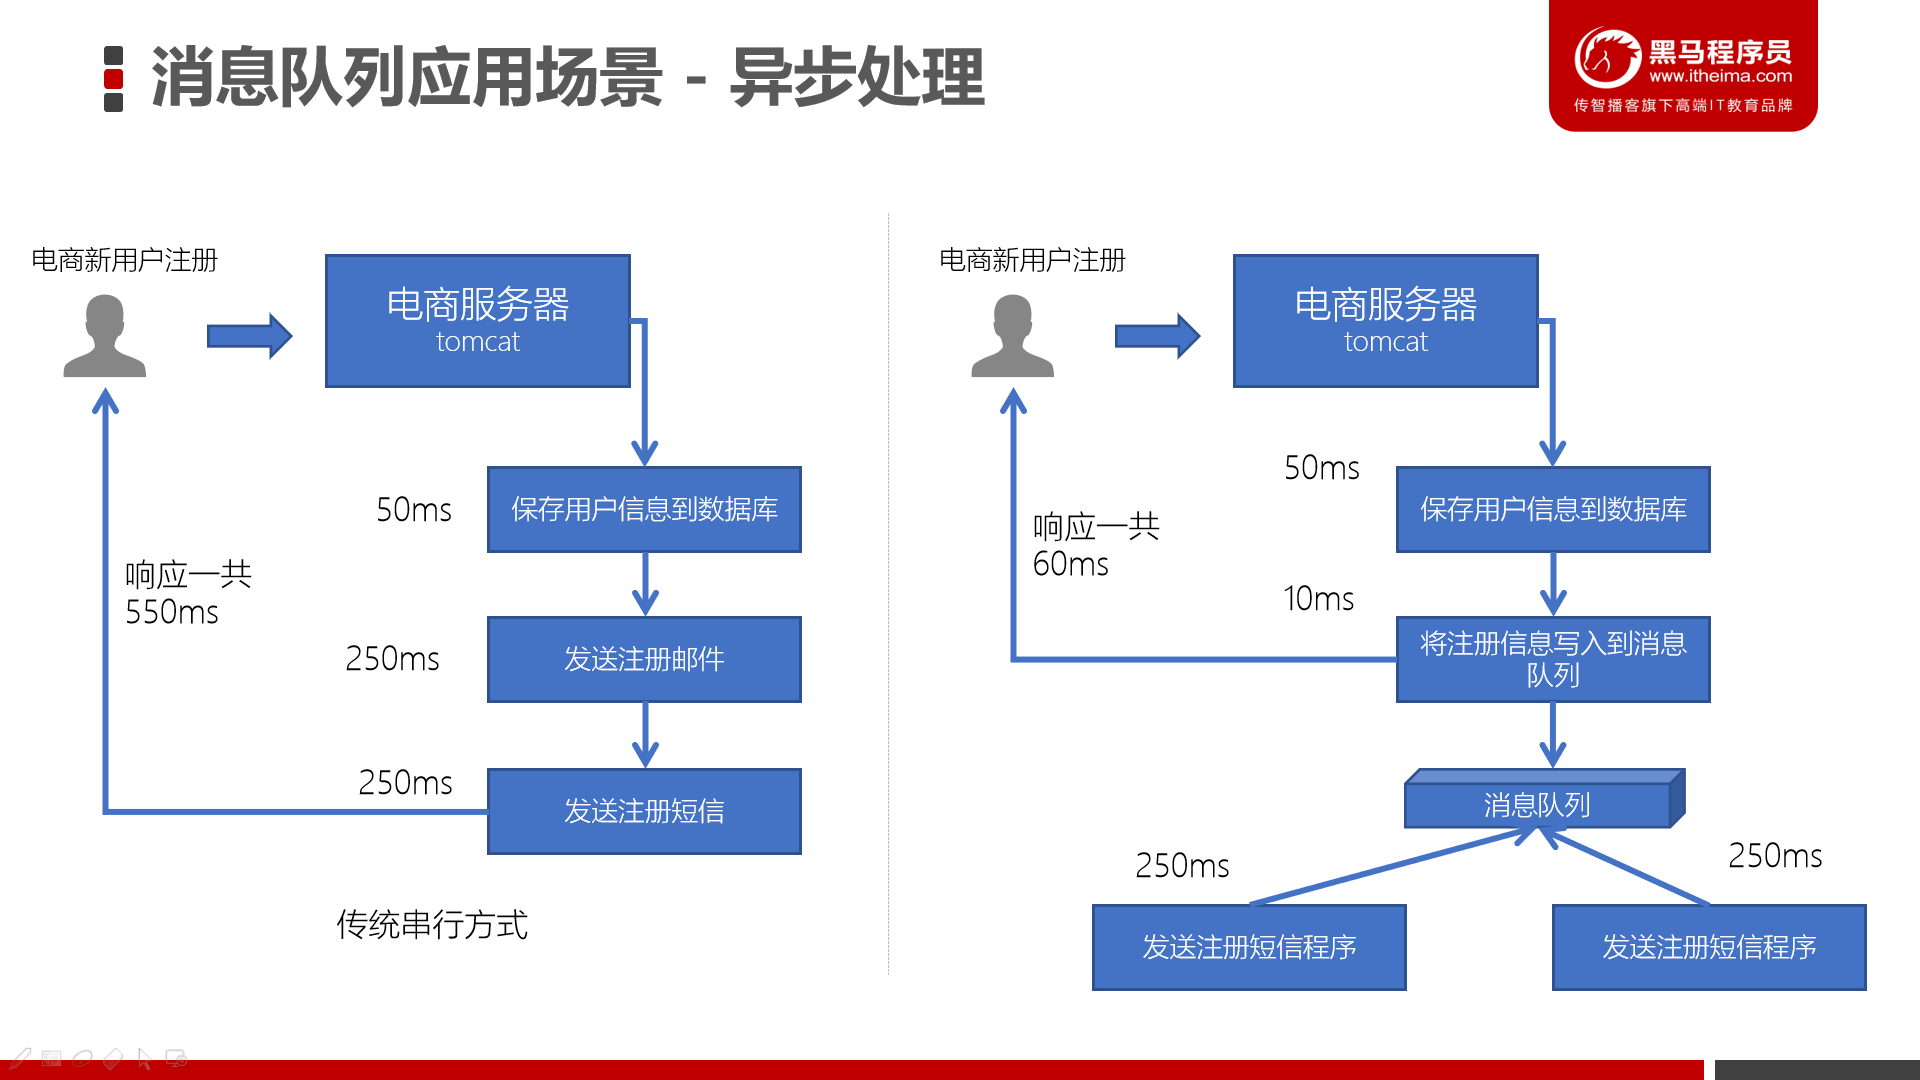 消息队列应用场景 - 异步处理
黑马程序员
www.itheima.com
传智播客旗下高端IT教育品牌
电商新用户注册
电商服务器
tomcat
50ms
保存用户信息到数据库
响应一共
550ms
250ms
发送注册邮件
250ms
发送注册短信
传统串行方式
电商新用户注册
电商服务器
tomcat
50ms
保存用户信息到数据库
响应一共
60ms
10ms
将注册信息写入到消息
队列
消息队列
250ms
250ms
发送注册短信程序
发送注册短信程序